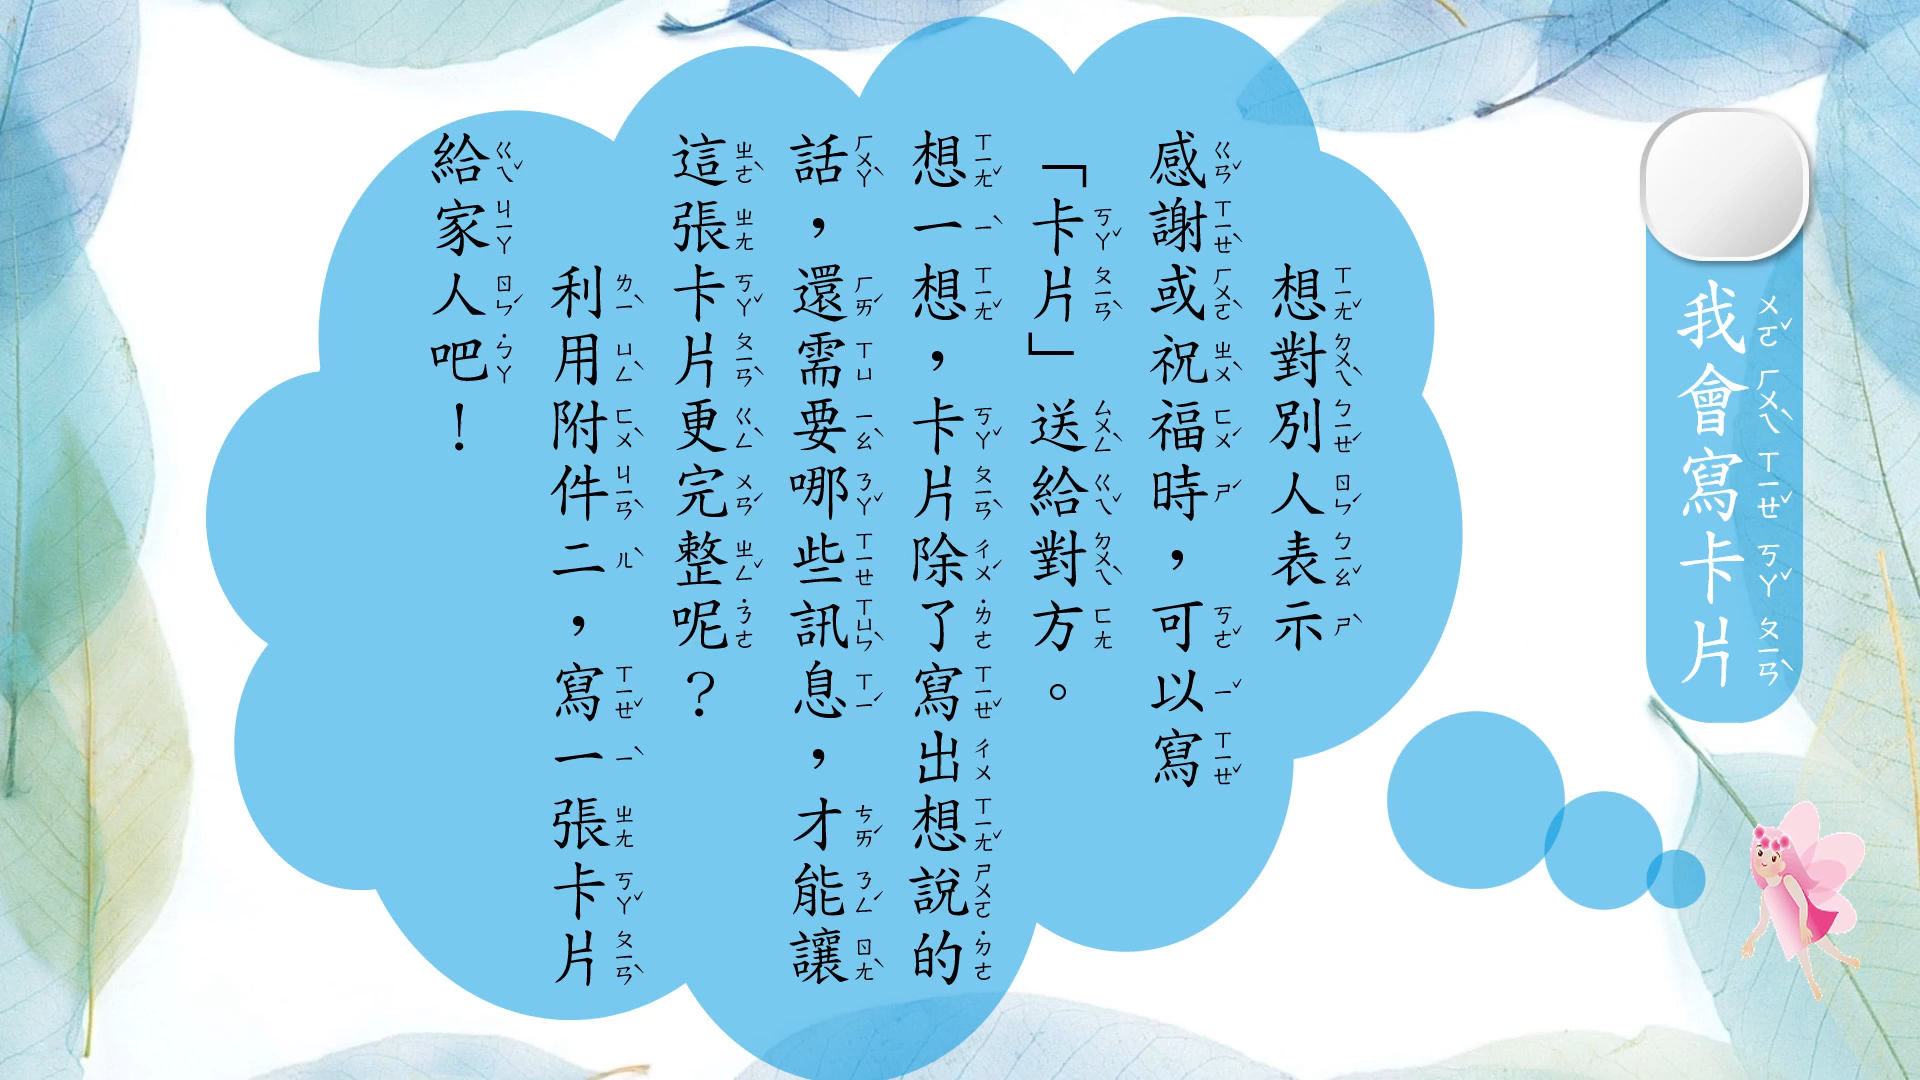 我會寫卡片
想對別人表示
感謝或祝福時，可以寫
「卡片」送給對方。
想一想，卡片除了寫出想說的
話，還需要哪些訊息，才能讓
這張卡片更完整呢？
利用附件二，寫一張卡片
給家人吧！